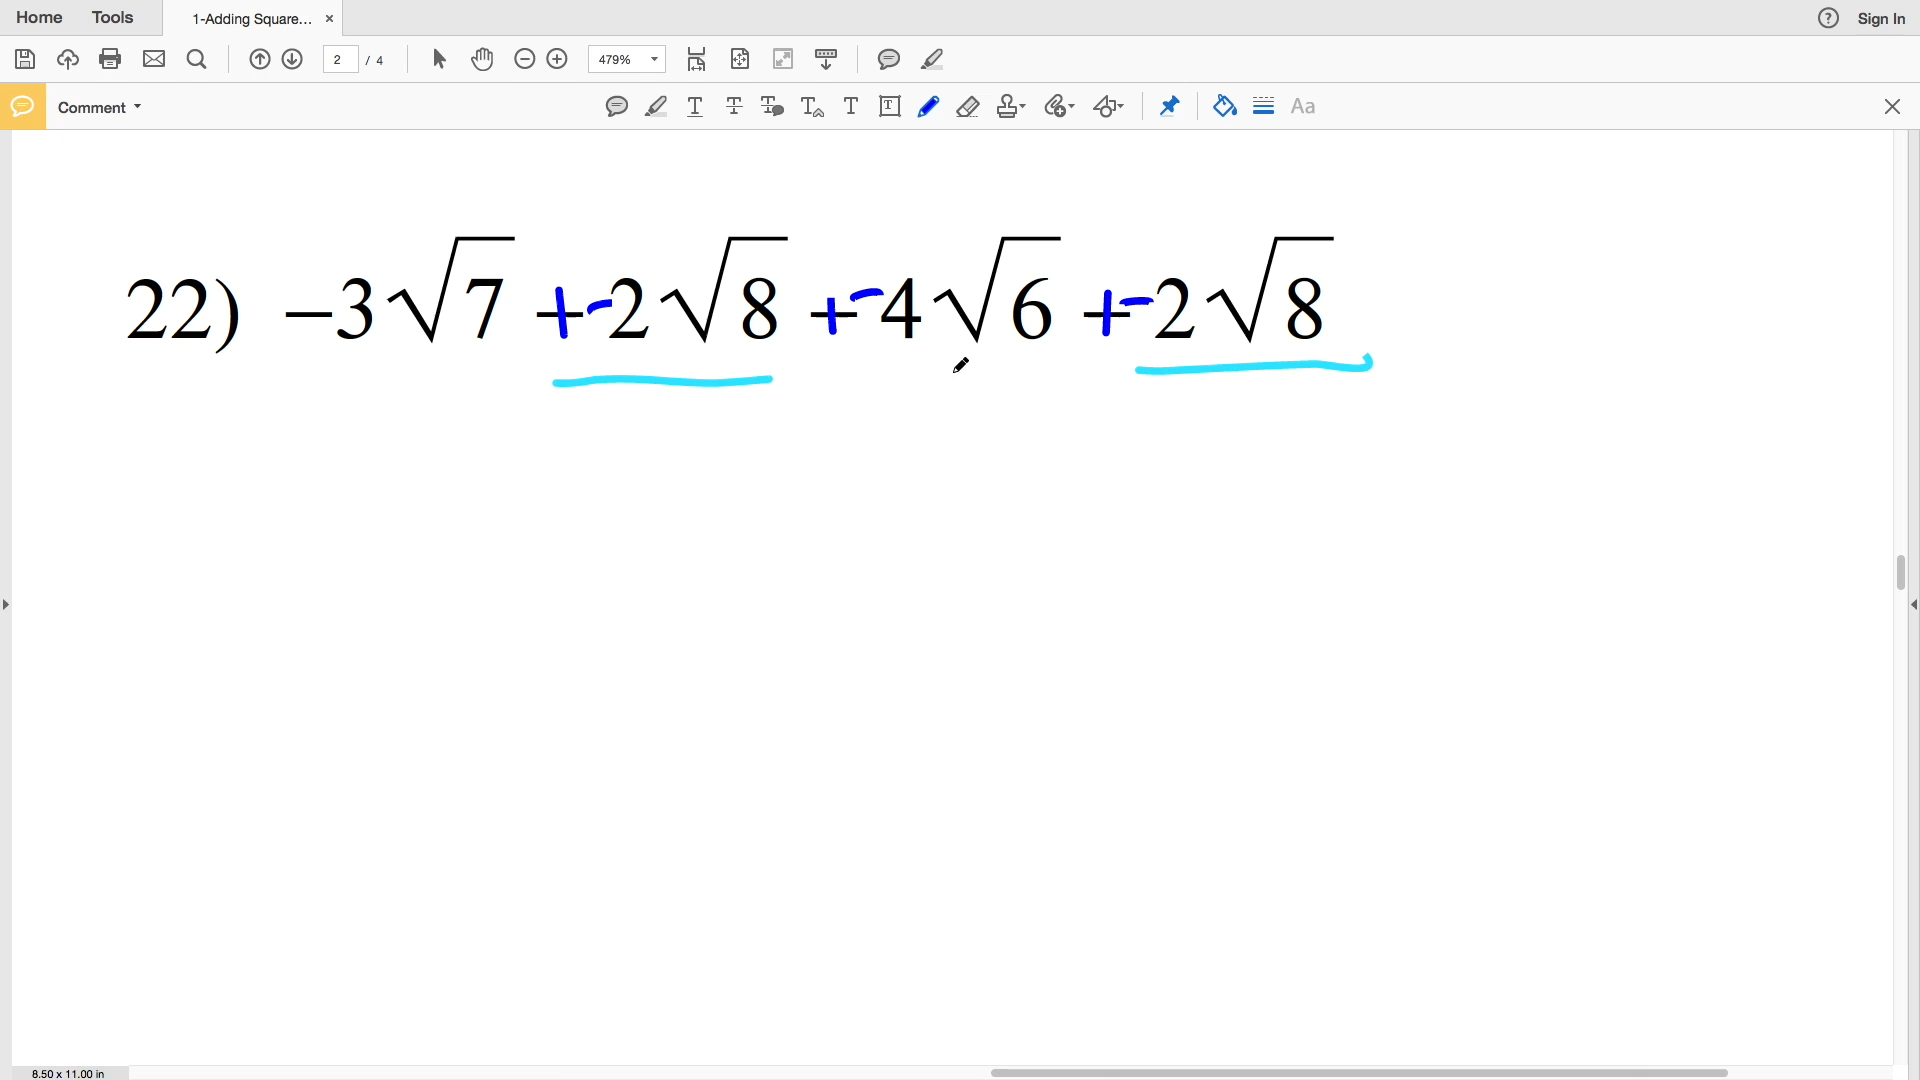 Home Tools 1-Adding Square... × ? Sign In
2 / 4 479%
Comment T T T T T T Aa
22) −3√7 + -2√8 + -4√6 + -2√8
8.50 x 11.00 in